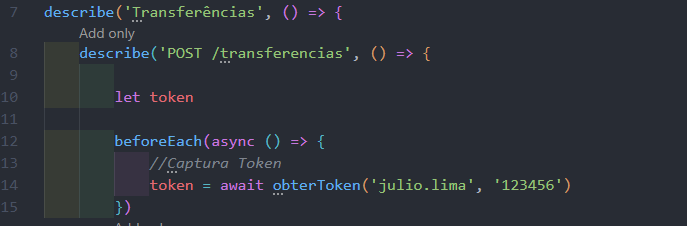 7 describe('Transferências', () => {
Add only
8 describe('POST /transferencias', () => {
9
10 let token
11
12 beforeEach(async () => {
13 //Captura Token
14 token = await obterToken('julio.lima', '123456')
15 })